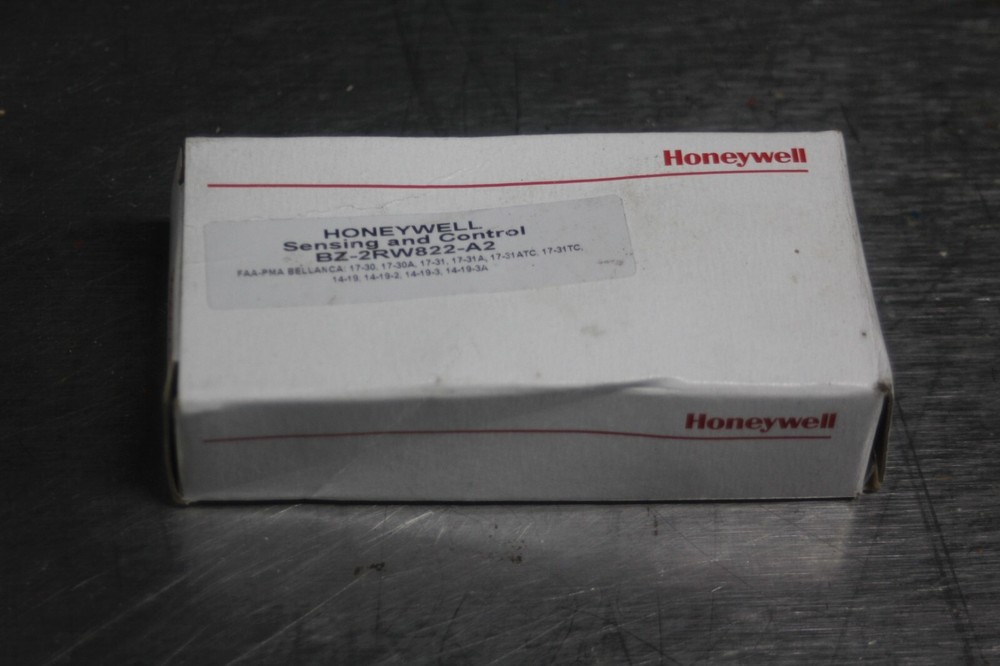 Honeywell
HONEYWELL
Sensing and Control
BZ-2RW822-A2
FAA-PMA BELLANCA: 17-30, 17-30A, 17-31, 17-31A, 17-31ATC, 17-31TC,
14-19, 14-19-2, 14-19-3, 14-19-3A
Honeywell